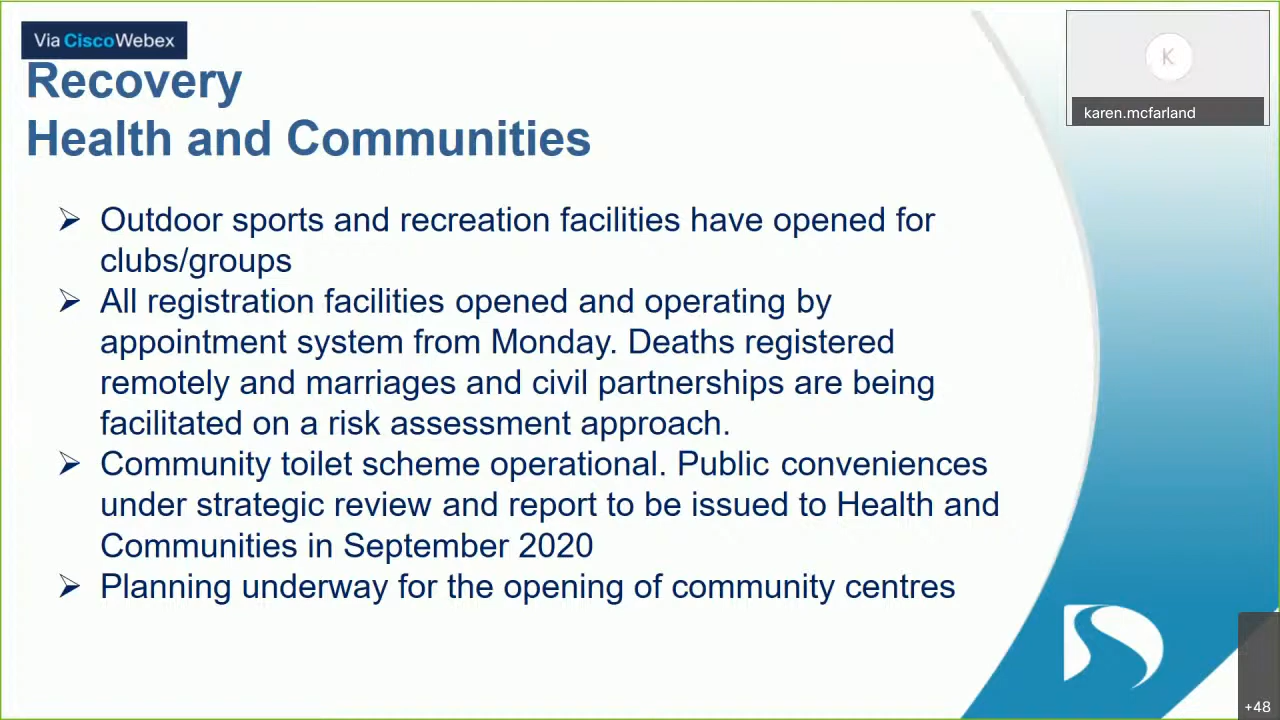 Via CiscoWebex
Recovery
Health and Communities
K
karen.mcfarland
➢ Outdoor sports and recreation facilities have opened for
clubs/groups
➢ All registration facilities opened and operating by
appointment system from Monday. Deaths registered
remotely and marriages and civil partnerships are being
facilitated on a risk assessment approach.
➢ Community toilet scheme operational. Public conveniences
under strategic review and report to be issued to Health and
Communities in September 2020
➢ Planning underway for the opening of community centres
+48